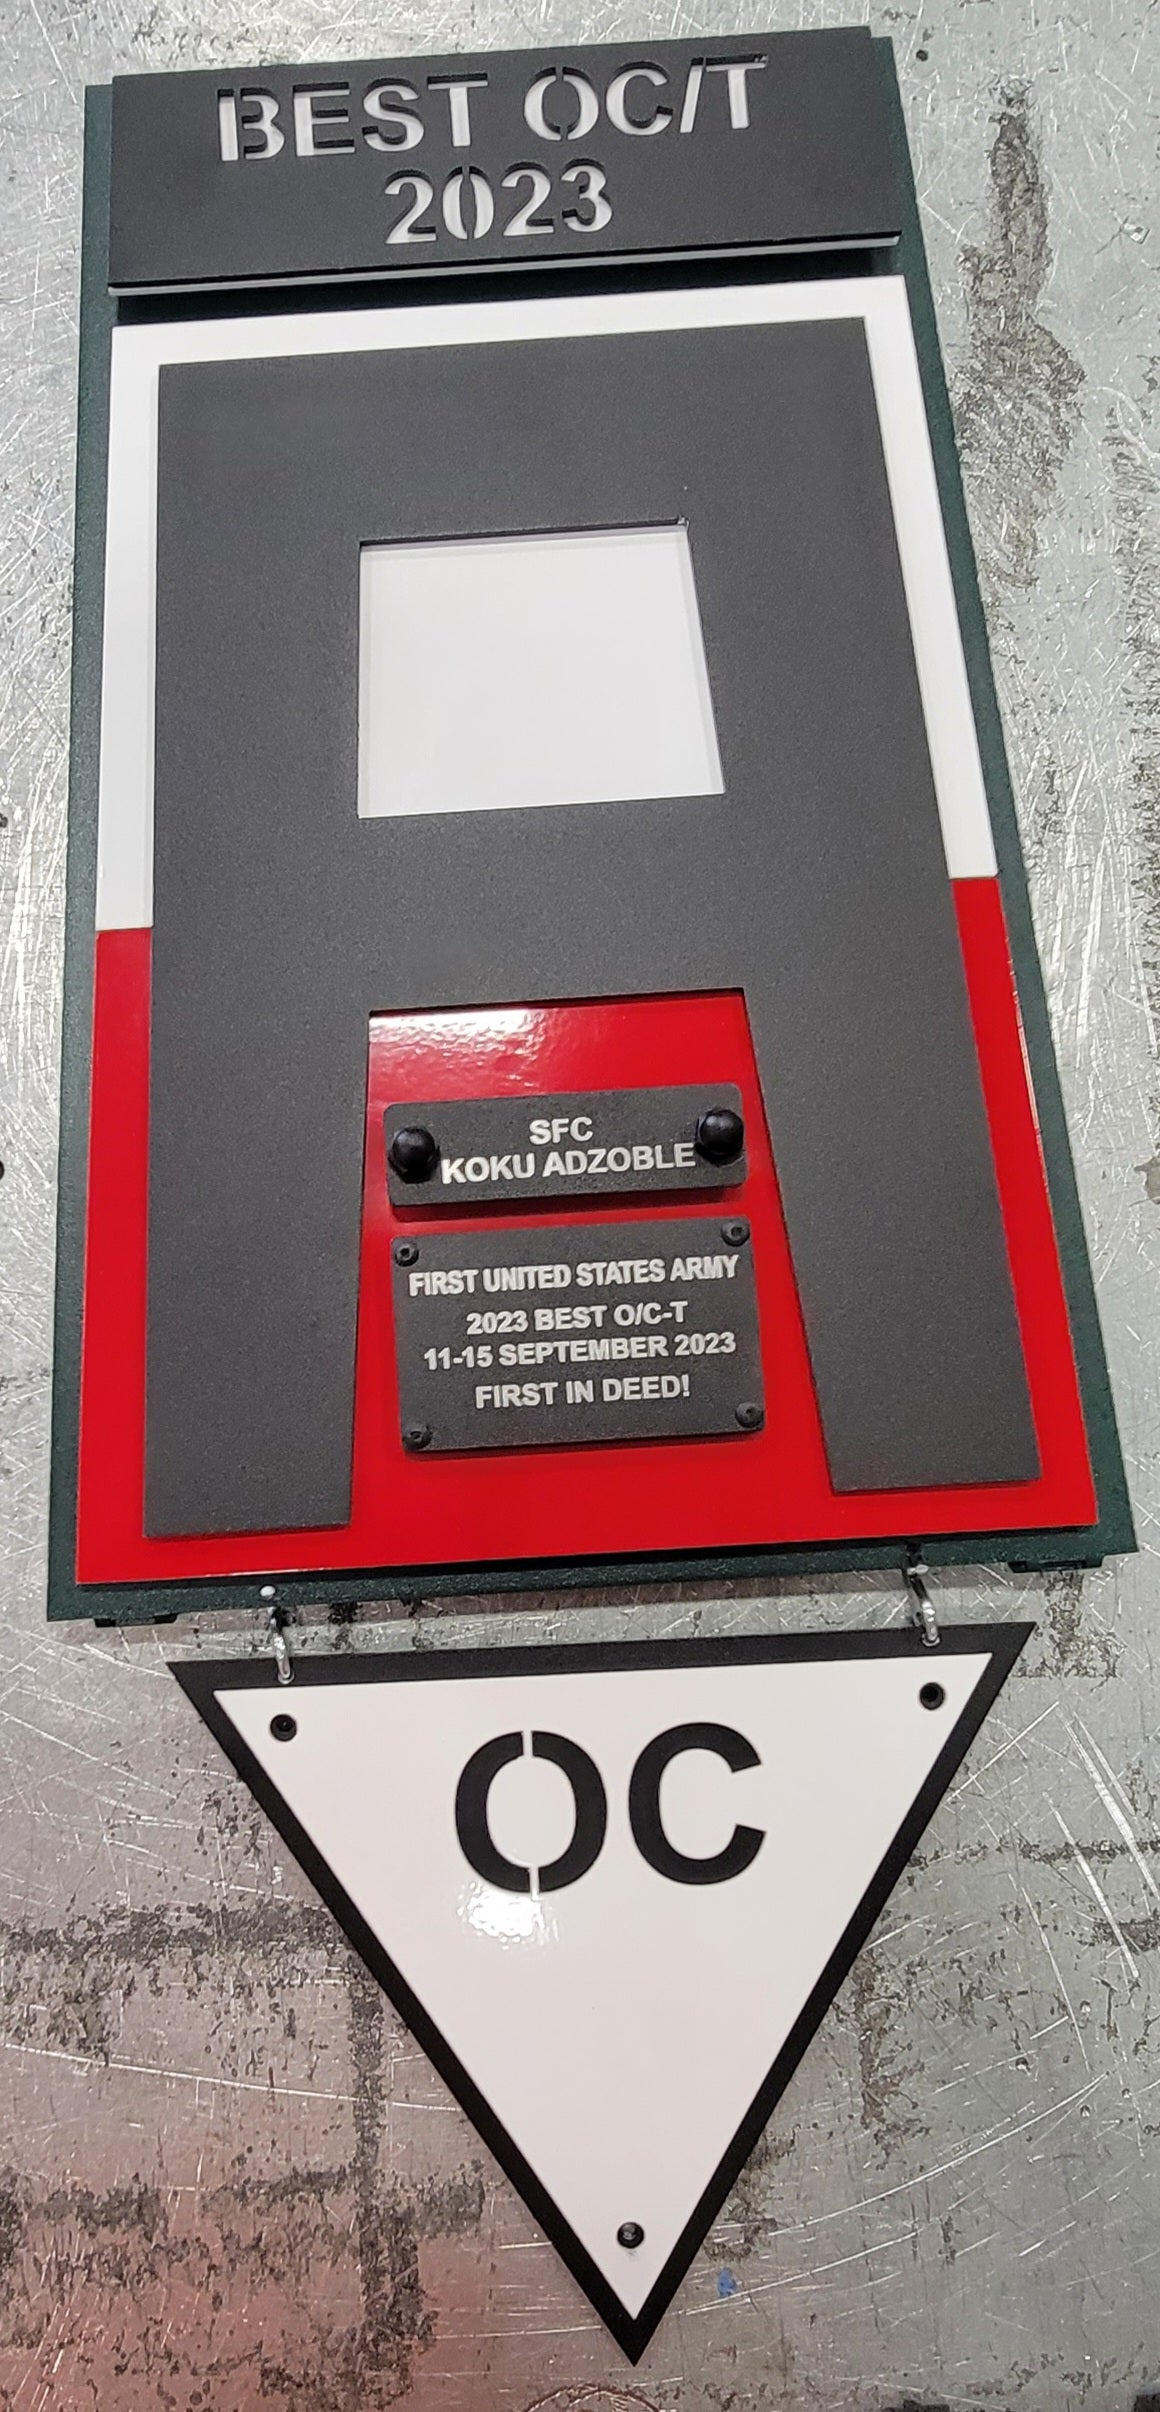 BEST OC/T
2023
SFC
KOKU ADZOBLE
FIRST UNITED STATES ARMY
2023 BEST O/C-T
11-15 SEPTEMBER 2023
FIRST IN DEED!
OC